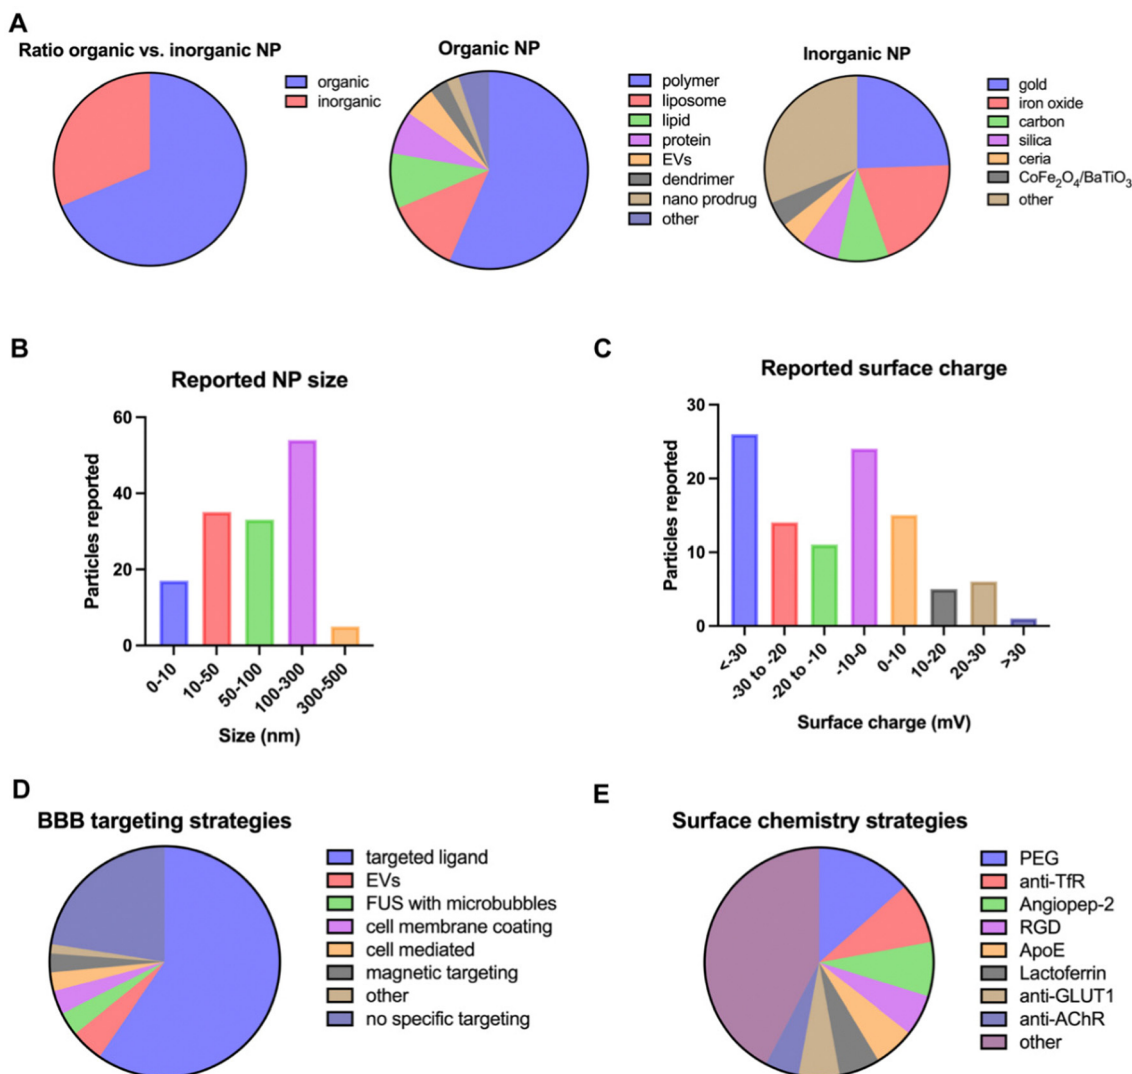 A
Ratio organic vs. inorganic NP
organic
inorganic
Organic NP
polymer
liposome
lipid
protein
EVs
dendrimer
nano prodrug
other
Inorganic NP
gold
iron oxide
carbon
silica
ceria
CoFe₂O₄/BaTiO₃
other
B
Reported NP size
Particles reported
60
40
20
0
0-10
10-50
50-100
100-300
300-500
Size (nm)
C
Reported surface charge
Particles reported
30
20
10
0
<-30
-30 to -20
-20 to -10
-10-0
0-10
10-20
20-30
>30
Surface charge (mV)
D
BBB targeting strategies
targeted ligand
EVs
FUS with microbubbles
cell membrane coating
cell mediated
magnetic targeting
other
no specific targeting
E
Surface chemistry strategies
PEG
anti-TfR
Angiopep-2
RGD
ApoE
Lactoferrin
anti-GLUT1
anti-AChR
other